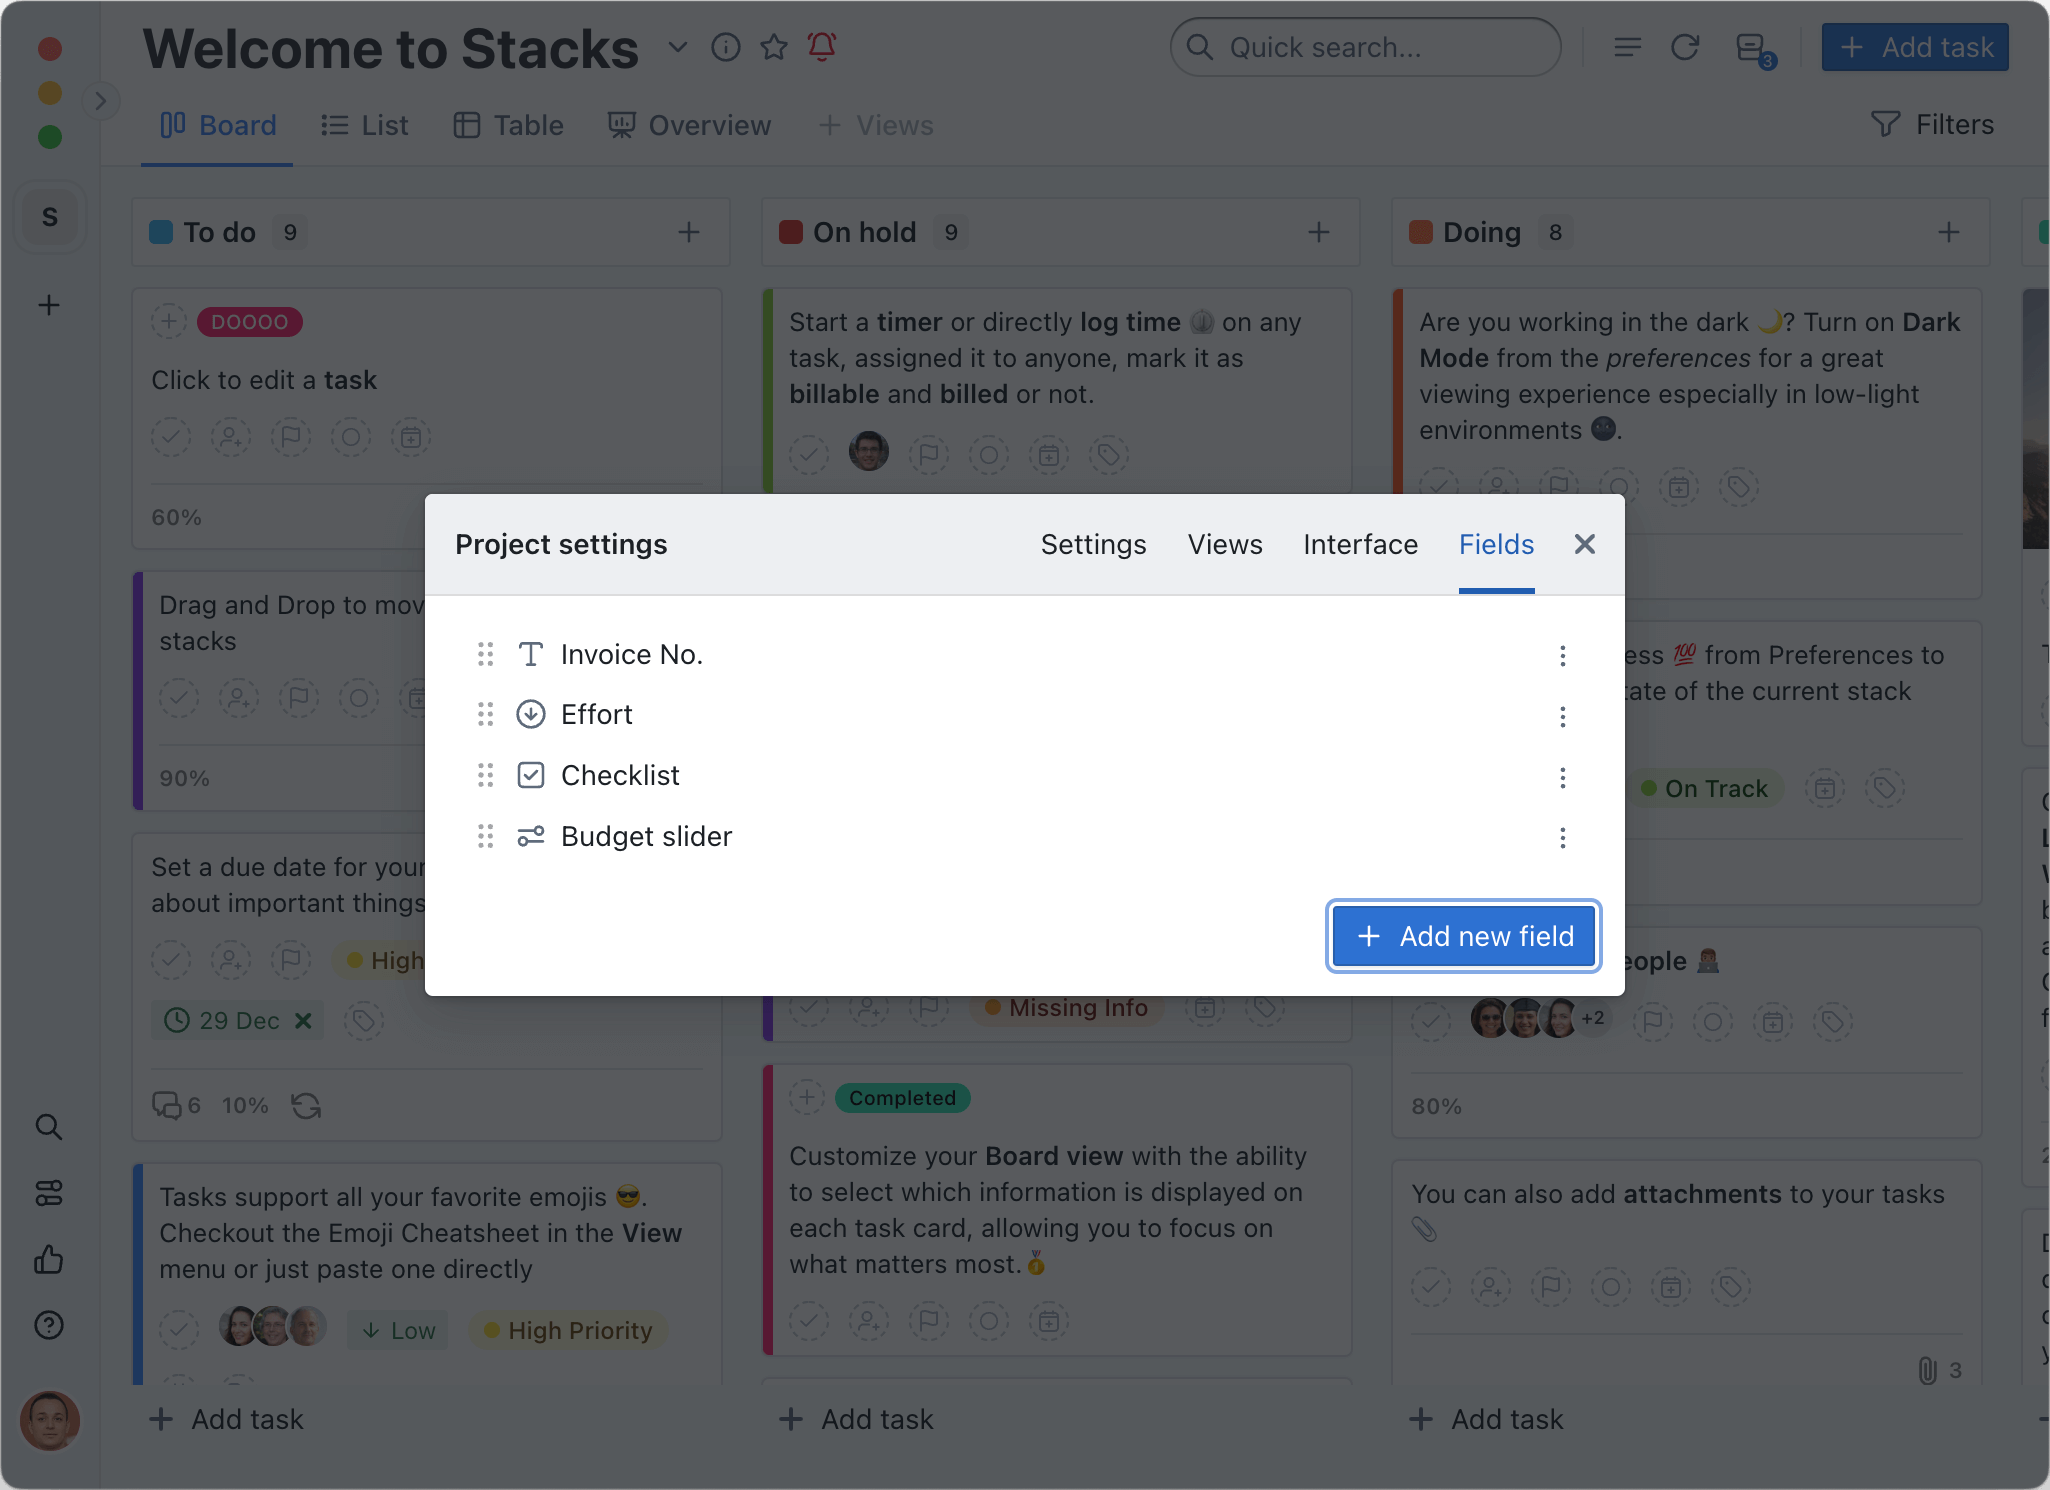 Welcome to Stacks
Quick search...
3
Add task
Board
List
Table
Overview
Views
Filters
S
To do 9
DOOOO
Click to edit a task
60%
Drag and Drop to mov
stacks
90%
Set a due date for your
about important things
High
29 Dec
6 10%
Tasks support all your favorite emojis 😎.
Checkout the Emoji Cheatsheet in the View
menu or just paste one directly
Low
High Priority
Add task
On hold 9
Start a timer or directly log time on any
task, assigned it to anyone, mark it as
billable and billed or not.
Missing Info
Completed
Customize your Board view with the ability
to select which information is displayed on
each task card, allowing you to focus on
what matters most.🏅
Add task
Doing 8
Are you working in the dark 🌙? Turn on Dark
Mode from the preferences for a great
viewing experience especially in low-light
environments 🌚.
ess 💯 from Preferences to
tate of the current stack
On Track
eople
+2
80%
You can also add attachments to your tasks
📎
3
Add task
Project settings
Settings
Views
Interface
Fields
Invoice No.
Effort
Checklist
Budget slider
Add new field